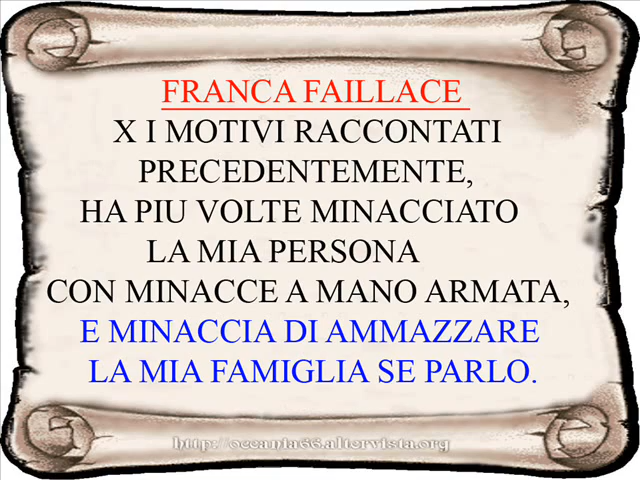 FRANCA FAILLACE
X I MOTIVI RACCONTATI
PRECEDENTEMENTE,
HA PIU VOLTE MINACCIATO
LA MIA PERSONA
CON MINACCE A MANO ARMATA,
E MINACCIA DI AMMAZZARE
LA MIA FAMIGLIA SE PARLO.
http://oceania66.altervista.org